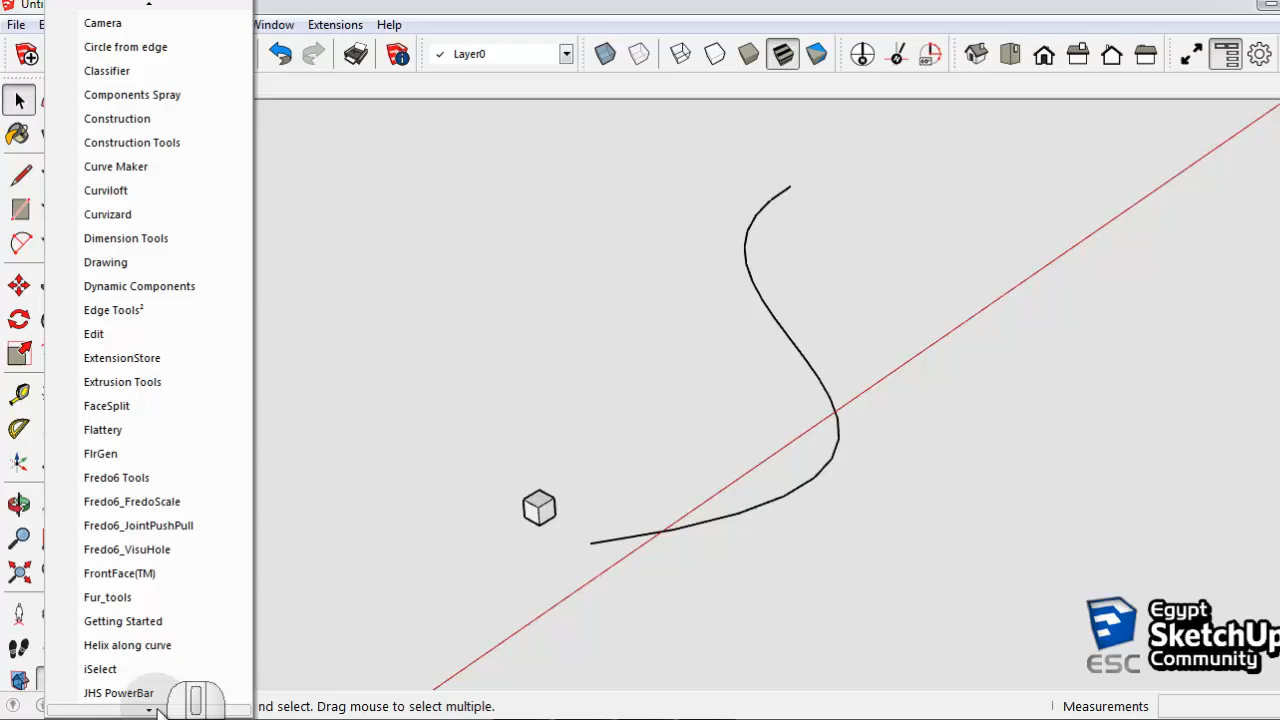 Unti
File
E
Window
Extensions
Help
Layer0
Camera
Circle from edge
Classifier
Components Spray
Construction
Construction Tools
Curve Maker
Curviloft
Curvizard
Dimension Tools
Drawing
Dynamic Components
Edge Tools²
Edit
ExtensionStore
Extrusion Tools
FaceSplit
Flattery
FlrGen
Fredo6 Tools
Fredo6_FredoScale
Fredo6_JointPushPull
Fredo6_VisuHole
FrontFace(TM)
Fur_tools
Getting Started
Helix along curve
iSelect
JHS PowerBar
Egypt
SketchUp
Community
ESC
nd select. Drag mouse to select multiple.
Measurements